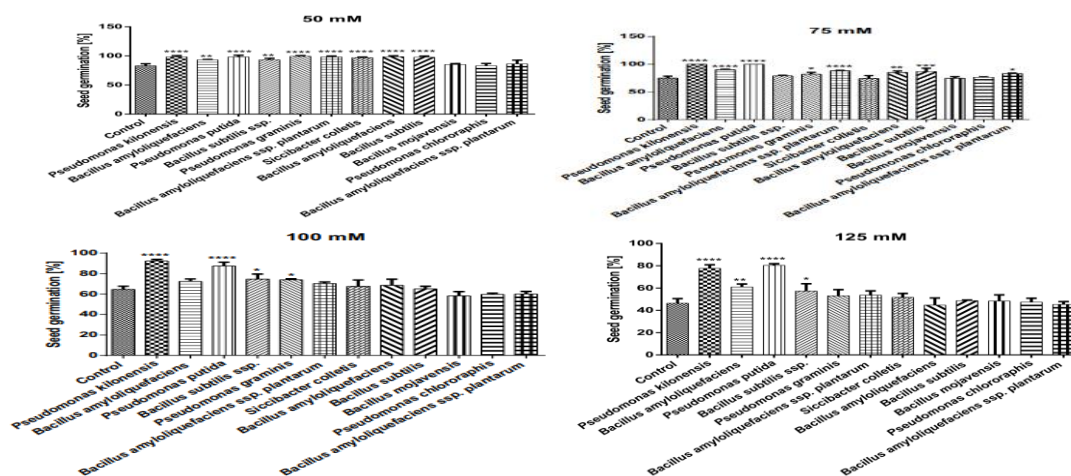 50 mM
Seed germination [%]
150
100
50
0
**** ** **** ** **** **** **** **** ****
Control
Pseudomonas kilonensis
Bacillus amyloliquefaciens
Pseudomonas putida
Bacillus subtilis ssp.
Pseudomonas graminis
Bacillus amyloliquefaciens ssp. plantarum
Siccibacter colletis
Bacillus amyloliquefaciens
Bacillus subtilis
Bacillus mojavensis
Pseudomonas chlororaphis
Bacillus amyloliquefaciens ssp. plantarum
75 mM
Seed germination [%]
150
100
50
0
**** **** **** * **** ** *** *
Control
Pseudomonas kilonensis
Bacillus amyloliquefaciens
Pseudomonas putida
Bacillus subtilis ssp.
Pseudomonas graminis
Bacillus amyloliquefaciens ssp. plantarum
Siccibacter colletis
Bacillus amyloliquefaciens
Bacillus subtilis
Bacillus mojavensis
Pseudomonas chlororaphis
Bacillus amyloliquefaciens ssp. plantarum
100 mM
Seed germination [%]
100
80
60
40
20
0
**** **** * *
Control
Pseudomonas kilonensis
Bacillus amyloliquefaciens
Pseudomonas putida
Bacillus subtilis ssp.
Pseudomonas graminis
Bacillus amyloliquefaciens ssp. plantarum
Siccibacter colletis
Bacillus amyloliquefaciens
Bacillus subtilis
Bacillus mojavensis
Pseudomonas chlororaphis
Bacillus amyloliquefaciens ssp. plantarum
125 mM
Seed germination [%]
100
80
60
40
20
0
**** ** **** *
Control
Pseudomonas kilonensis
Bacillus amyloliquefaciens
Pseudomonas putida
Bacillus subtilis ssp.
Pseudomonas graminis
Bacillus amyloliquefaciens ssp. plantarum
Siccibacter colletis
Bacillus amyloliquefaciens
Bacillus subtilis
Bacillus mojavensis
Pseudomonas chlororaphis
Bacillus amyloliquefaciens ssp. plantarum